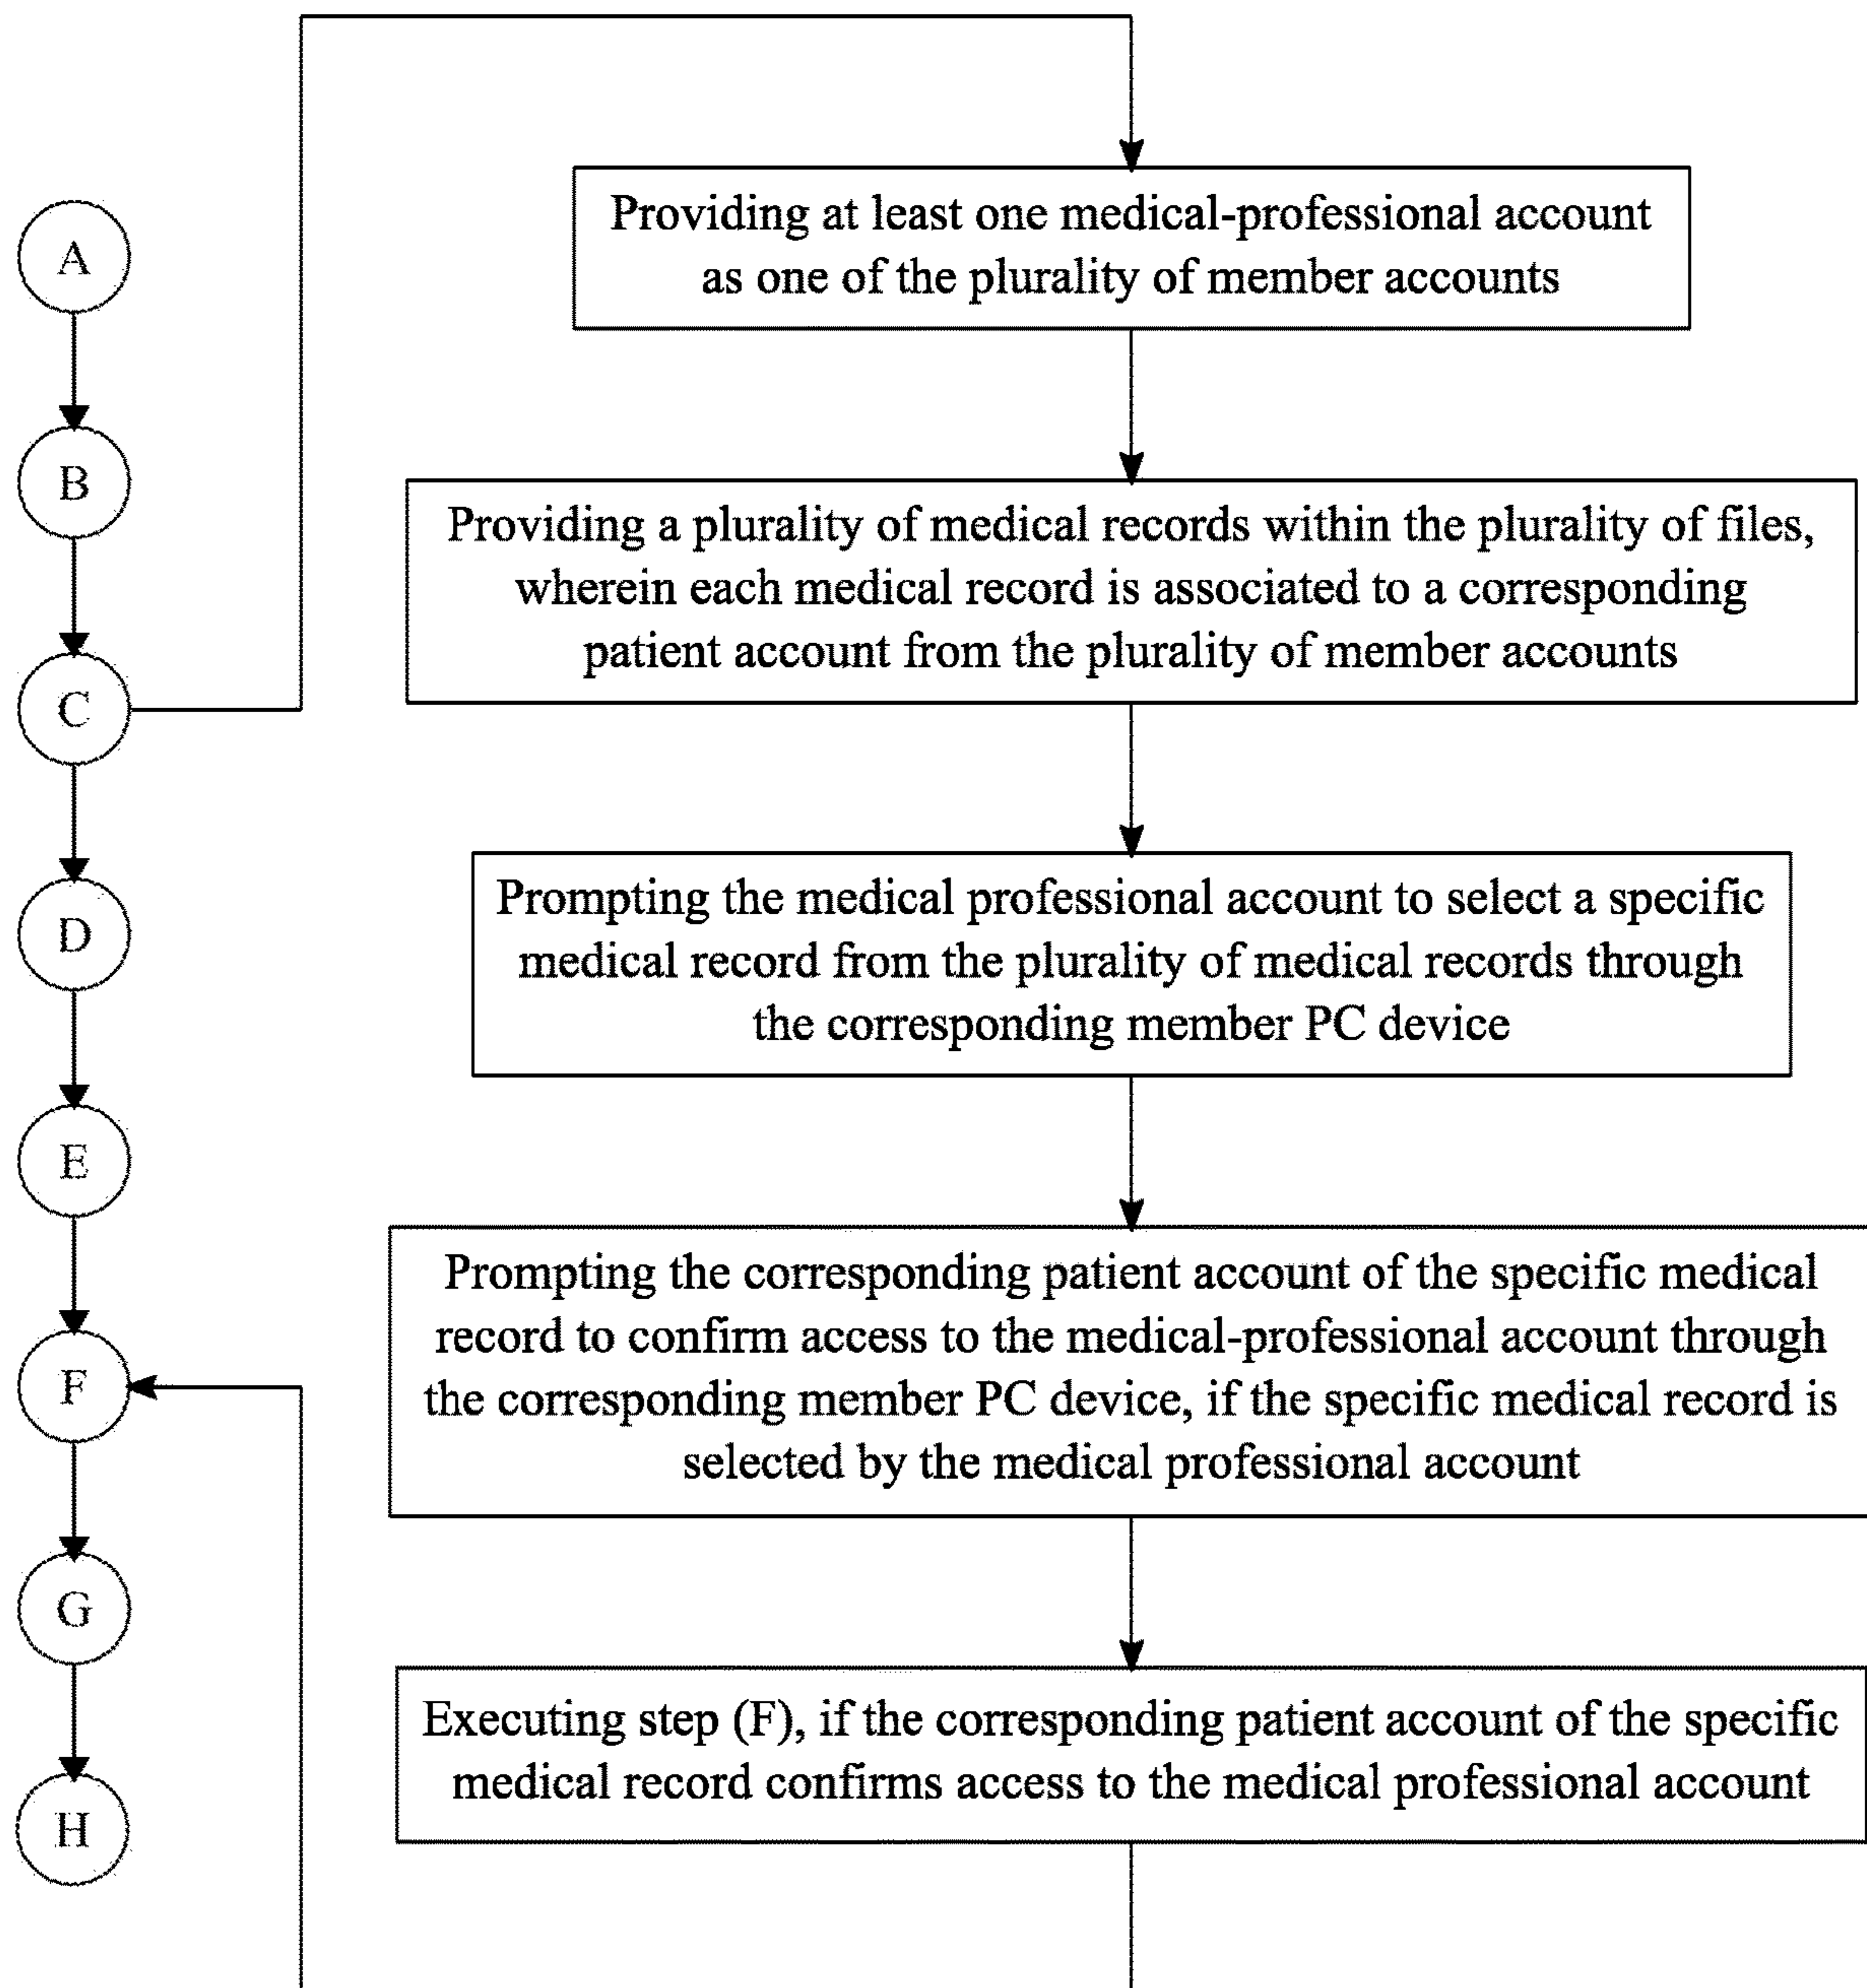 A
B
C
D
E
F
G
H
Providing at least one medical-professional account
as one of the plurality of member accounts
Providing a plurality of medical records within the plurality of files,
wherein each medical record is associated to a corresponding
patient account from the plurality of member accounts
Prompting the medical professional account to select a specific
medical record from the plurality of medical records through
the corresponding member PC device
Prompting the corresponding patient account of the specific medical
record to confirm access to the medical-professional account through
the corresponding member PC device, if the specific medical record is
selected by the medical professional account
Executing step (F), if the corresponding patient account of the specific
medical record confirms access to the medical professional account